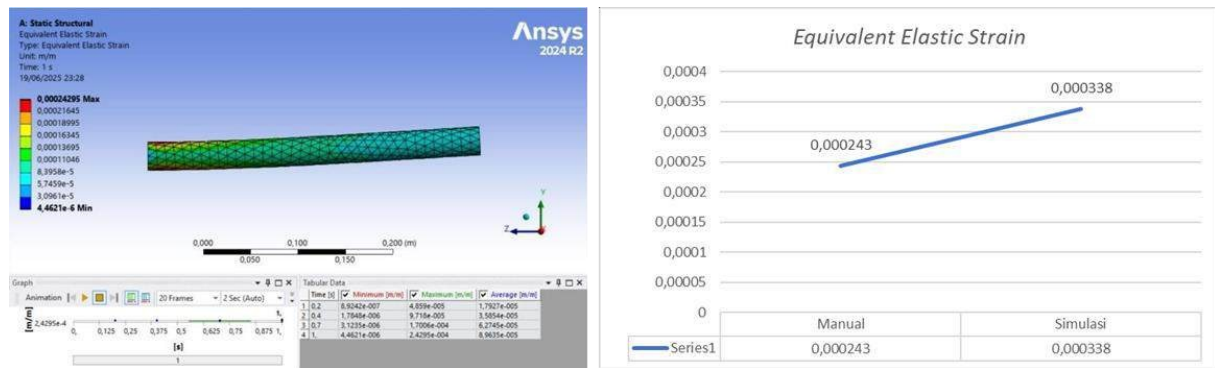 A: Static Structural
Equivalent Elastic Strain
Type: Equivalent Elastic Strain
Unit: m/m
Time: 1 s
19/06/2025 23:28
Ansys
2024 R2
0,00024295 Max
0,00021645
0,00018995
0,00016345
0,00013695
0,00011046
8,3958e-5
5,7459e-5
3,0961e-5
4,4621e-6 Min
Y
Z
0,000 0,100 0,200 (m)
0,050 0,150
Graph
Animation 20 Frames 2 Sec (Auto)
[m/m]
2,4295e-4
1,
0, 0,125 0,25 0,375 0,5 0,625 0,75 0,875 1,
[s]
1
Tabular Data
Time [s] Minimum [m/m] Maximum [m/m] Average [m/m]
1 0,2 8,9242e-007 4,859e-005 1,7927e-005
2 0,4 1,7848e-006 9,718e-005 3,5854e-005
3 0,7 3,1235e-006 1,7006e-004 6,2745e-005
4 1, 4,4621e-006 2,4295e-004 8,9635e-005
Equivalent Elastic Strain
0,0004
0,00035
0,0003
0,00025
0,0002
0,00015
0,0001
0,00005
0
0,000243
0,000338
Manual Simulasi
Series1 0,000243 0,000338